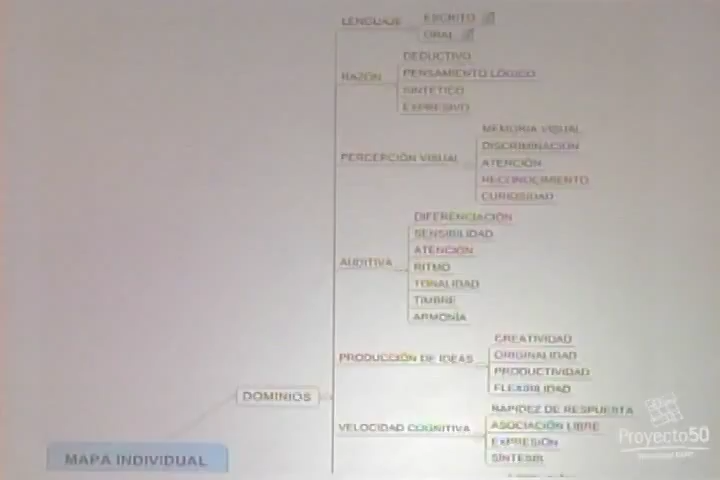 LENGUAJE
ESCRITO
ORAL
RAZÓN
DEDUCTIVO
PENSAMIENTO LÓGICO
SINTÉTICO
EXPRESIVO
PERCEPCIÓN VISUAL
MEMORIA VISUAL
DISCRIMINACIÓN
ATENCIÓN
RECONOCIMIENTO
CURIOSIDAD
AUDITIVA
DIFERENCIACIÓN
SENSIBILIDAD
ATENCIÓN
RITMO
TONALIDAD
TIMBRE
ARMONÍA
PRODUCCIÓN DE IDEAS
CREATIVIDAD
ORIGINALIDAD
PRODUCTIVIDAD
FLEXIBILIDAD
DOMINIOS
VELOCIDAD COGNITIVA
RAPIDEZ DE RESPUESTA
ASOCIACIÓN LIBRE
EXPRESIÓN
SÍNTESIS
MAPA INDIVIDUAL
Proyecto50